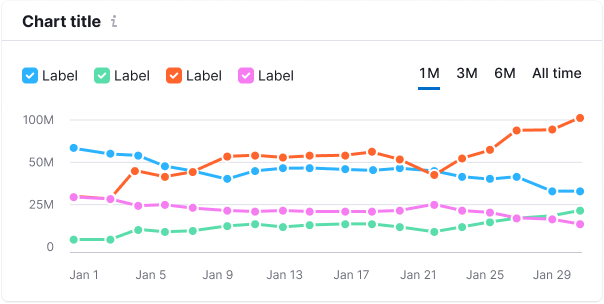 Chart title i
Label Label Label Label 1M 3M 6M All time
100M
50M
25M
0
Jan 1 Jan 5 Jan 9 Jan 13 Jan 17 Jan 21 Jan 25 Jan 29